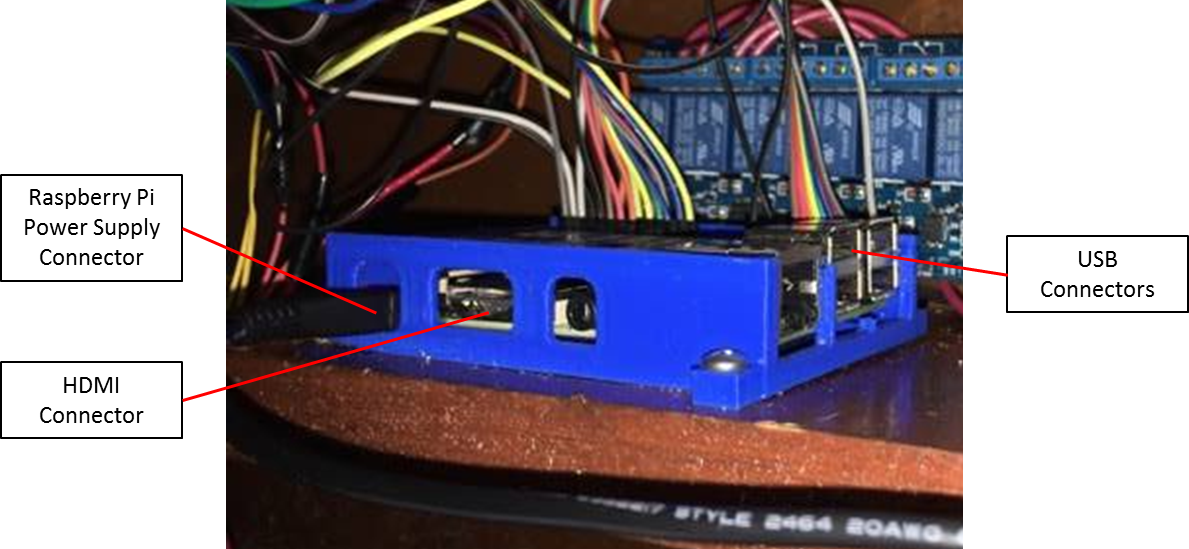 Raspberry Pi
Power Supply
Connector
HDMI
Connector
USB
Connectors
STYLE 2464 20AWG